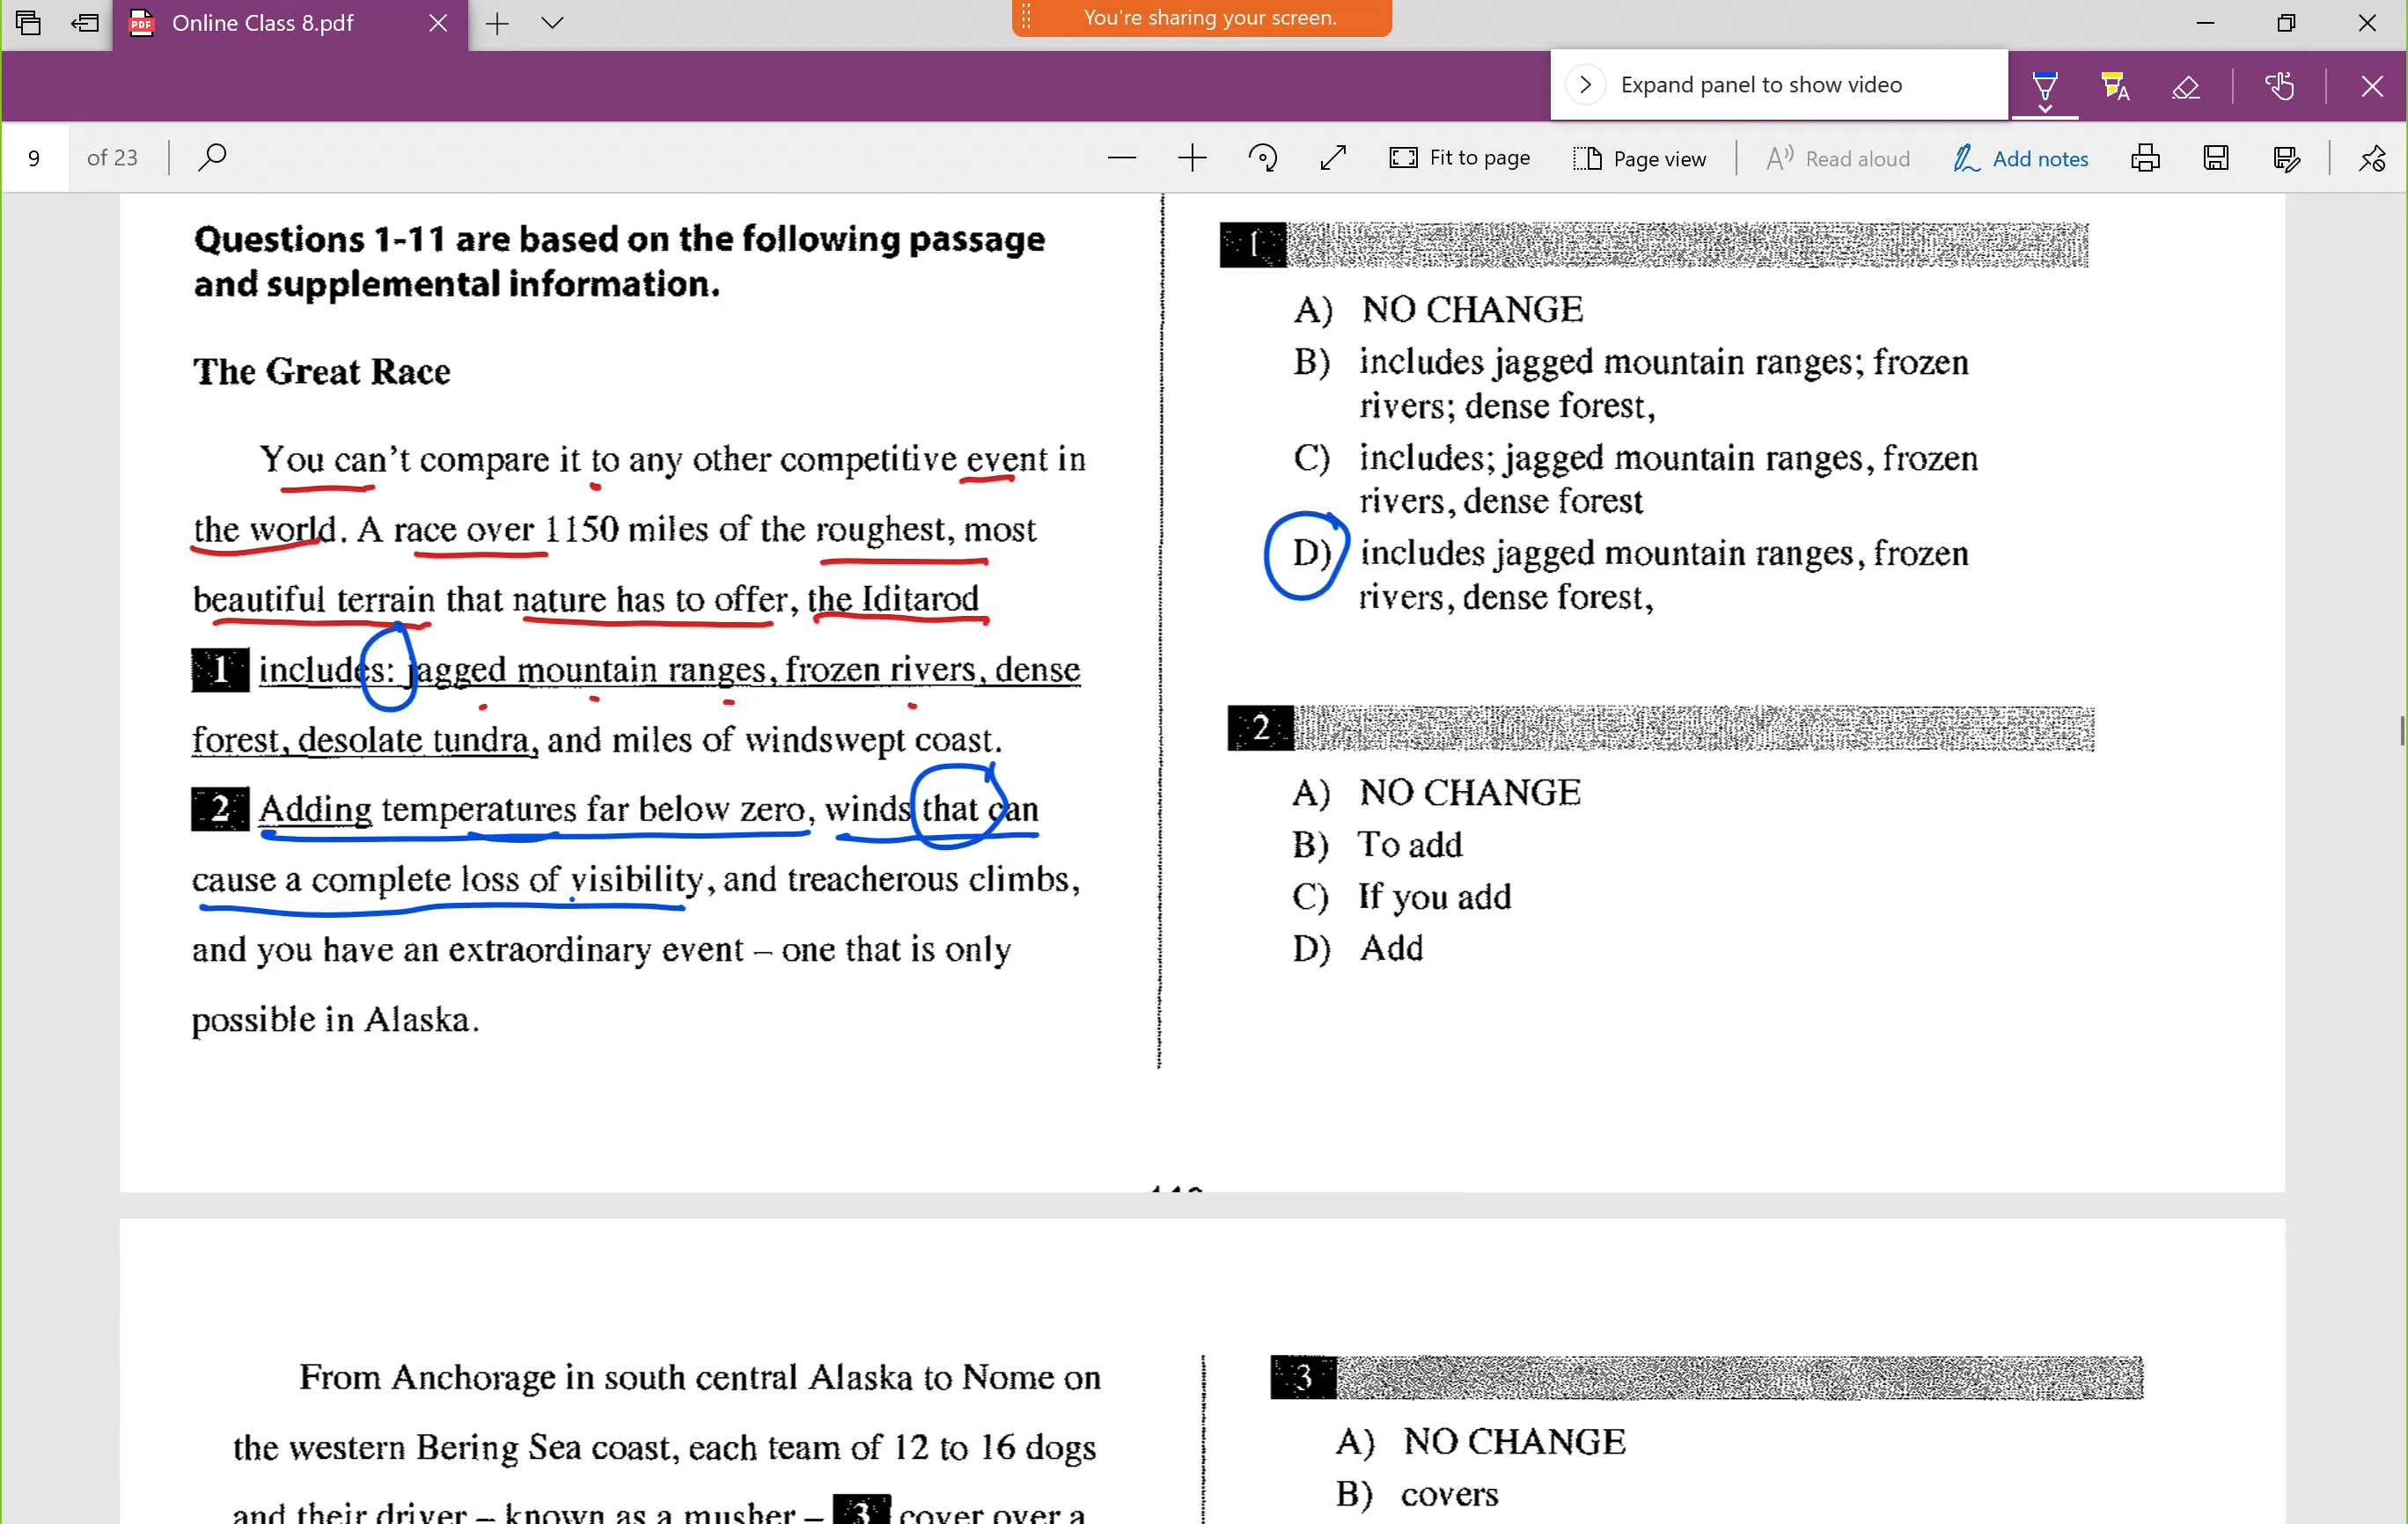 Online Class 8.pdf
You're sharing your screen.
Expand panel to show video
9 of 23
Fit to page
Page view
Read aloud
Add notes
Questions 1-11 are based on the following passage
and supplemental information.
The Great Race
You can't compare it to any other competitive event in
the world. A race over 1150 miles of the roughest, most
beautiful terrain that nature has to offer, the Iditarod
1 includes: jagged mountain ranges, frozen rivers, dense
forest, desolate tundra, and miles of windswept coast.
2 Adding temperatures far below zero, winds that can
cause a complete loss of visibility, and treacherous climbs,
and you have an extraordinary event – one that is only
possible in Alaska.
1
A) NO CHANGE
B) includes jagged mountain ranges; frozen
rivers; dense forest,
C) includes; jagged mountain ranges, frozen
rivers, dense forest
D) includes jagged mountain ranges, frozen
rivers, dense forest,
2
A) NO CHANGE
B) To add
C) If you add
D) Add
From Anchorage in south central Alaska to Nome on
the western Bering Sea coast, each team of 12 to 16 dogs
and their driver – known as a musher – 3 cover over a
3
A) NO CHANGE
B) covers